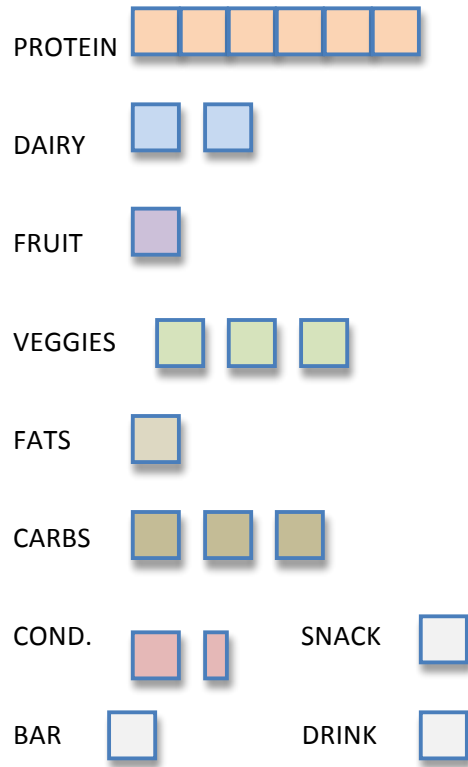 PROTEIN
DAIRY
FRUIT
VEGGIES
FATS
CARBS
COND. SNACK
BAR DRINK